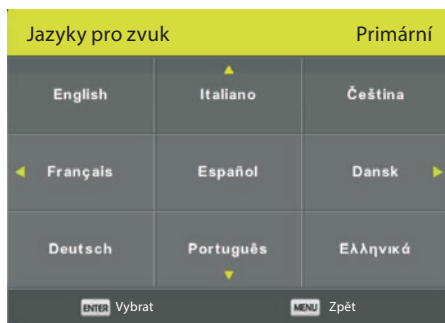 Jazyky pro zvuk Primární
English Italiano Čeština
Français Español Dansk
Deutsch Português Ελληνικά
ENTER Vybrat MENU Zpět